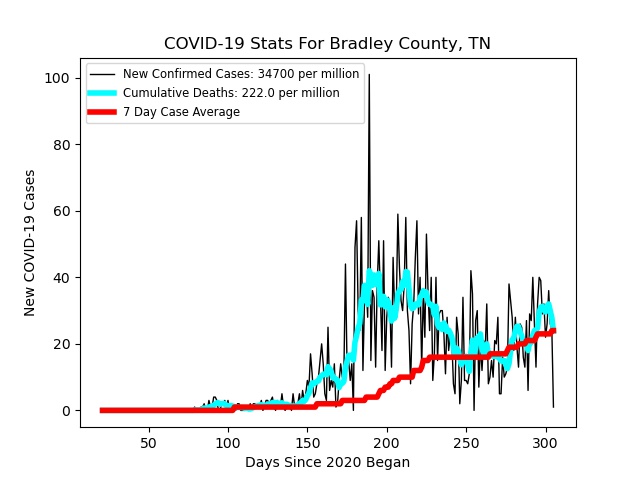 COVID-19 Stats For Bradley County, TN
New Confirmed Cases: 34700 per million
Cumulative Deaths: 222.0 per million
7 Day Case Average
New COVID-19 Cases
100
80
60
40
20
0
50 100 150 200 250 300
Days Since 2020 Began